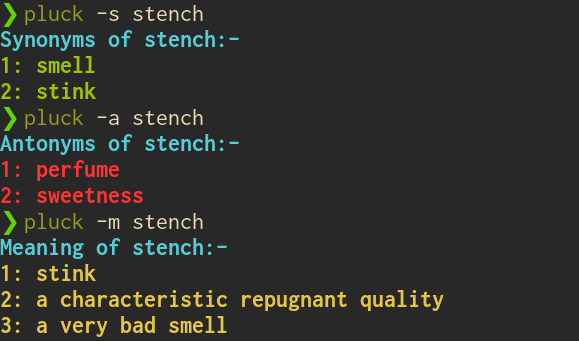 ❯ pluck -s stench
Synonyms of stench:-
1: smell
2: stink
❯ pluck -a stench
Antonyms of stench:-
1: perfume
2: sweetness
❯ pluck -m stench
Meaning of stench:-
1: stink
2: a characteristic repugnant quality
3: a very bad smell